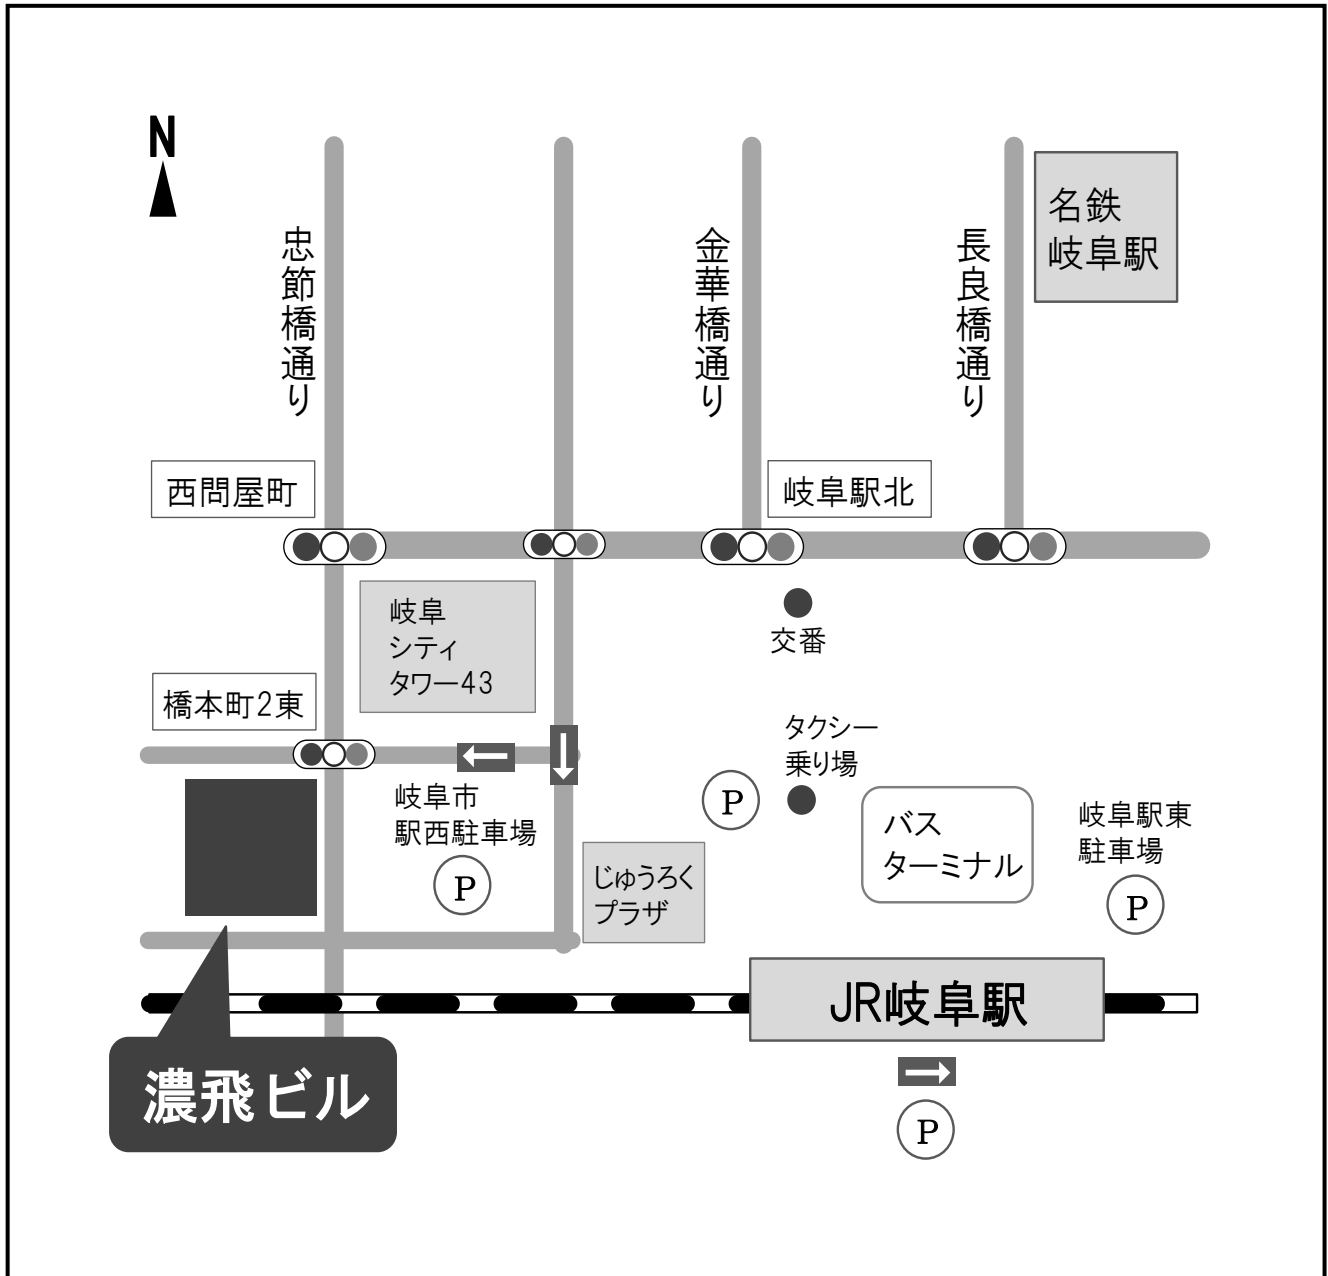 N
忠節橋通り
金華橋通り
長良橋通り
名鉄
岐阜駅
西問屋町
岐阜駅北
岐阜
シティ
タワー43
交番
橋本町2東
タクシー
乗り場
P
岐阜市
駅西駐車場
P
バス
ターミナル
岐阜駅東
駐車場
P
じゅうろく
プラザ
JR岐阜駅
P
濃飛ビル